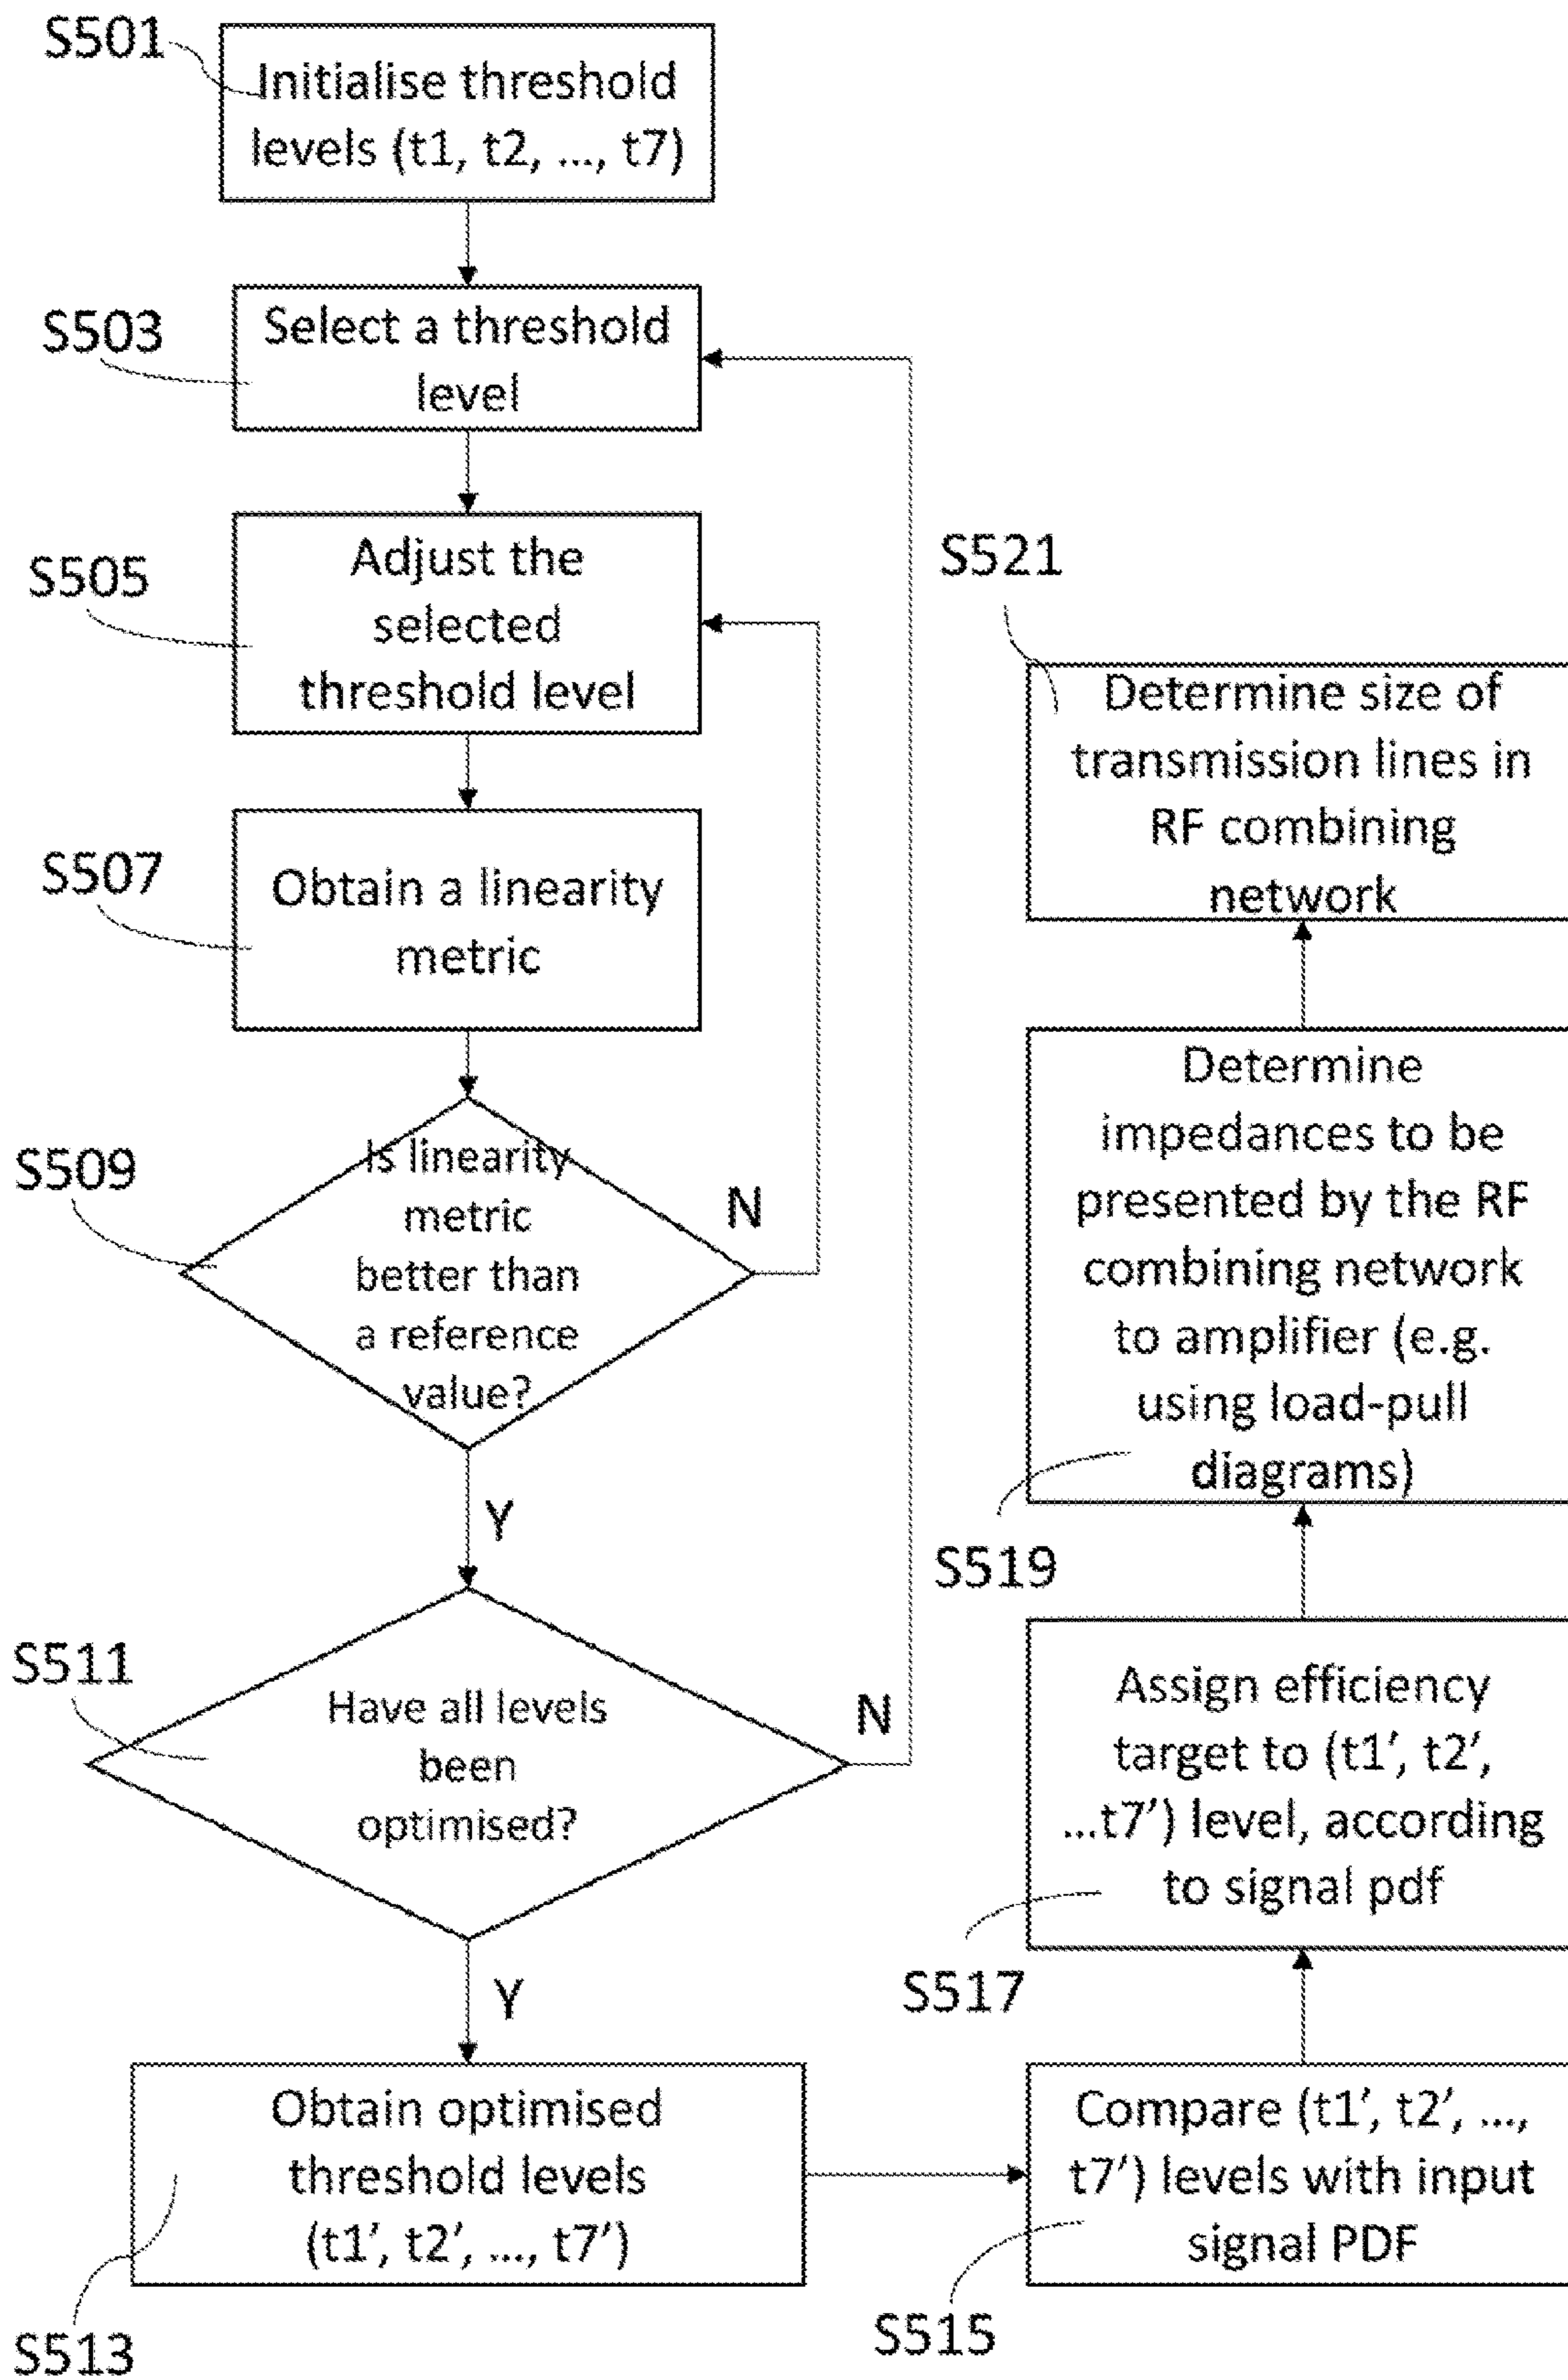 S501
Initialise threshold
levels (t1, t2, ..., t7)
S503
Select a threshold
level
S505
Adjust the
selected
threshold level
S507
Obtain a linearity
metric
S509
Is linearity
metric
better than
a reference
value?
N
Y
S511
Have all levels
been
optimised?
N
Y
S513
Obtain optimised
threshold levels
(t1', t2', ..., t7')
S515
Compare (t1', t2', ...,
t7') levels with input
signal PDF
S517
Assign efficiency
target to (t1', t2',
...t7') level, according
to signal pdf
S519
Determine
impedances to be
presented by the RF
combining network
to amplifier (e.g.
using load-pull
diagrams)
S521
Determine size of
transmission lines in
RF combining
network